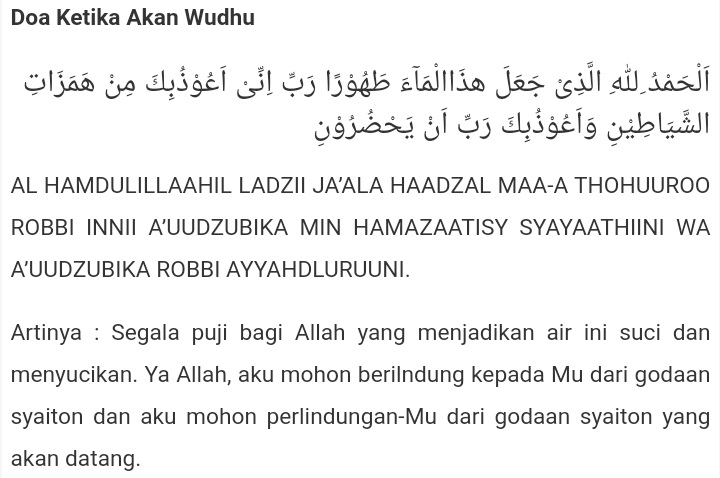 Doa Ketika Akan Wudhu
اَلْحَمْدُ ِللهِ الَّذِىْ جَعَلَ هذَاالْمَآءَ طَهُوْرًا رَبِّ اِنِّىْ اَعُوْذُبِكَ مِنْ هَمَزَاتِ
الشَّيَاطِيْنِ وَاَعُوْذُبِكَ رَبِّ اَنْ يَحْضُرُوْنِ
AL HAMDULILLAAHIL LADZII JA’ALA HAADZAL MAA-A THOHUUROO
ROBBI INNII A’UUDZUBIKA MIN HAMAZAATISY SYAYAATHIINI WA
A’UUDZUBIKA ROBBI AYYAHDLURUUNI.
Artinya : Segala puji bagi Allah yang menjadikan air ini suci dan
menyucikan. Ya Allah, aku mohon berilndung kepada Mu dari godaan
syaiton dan aku mohon perlindungan-Mu dari godaan syaiton yang
akan datang.